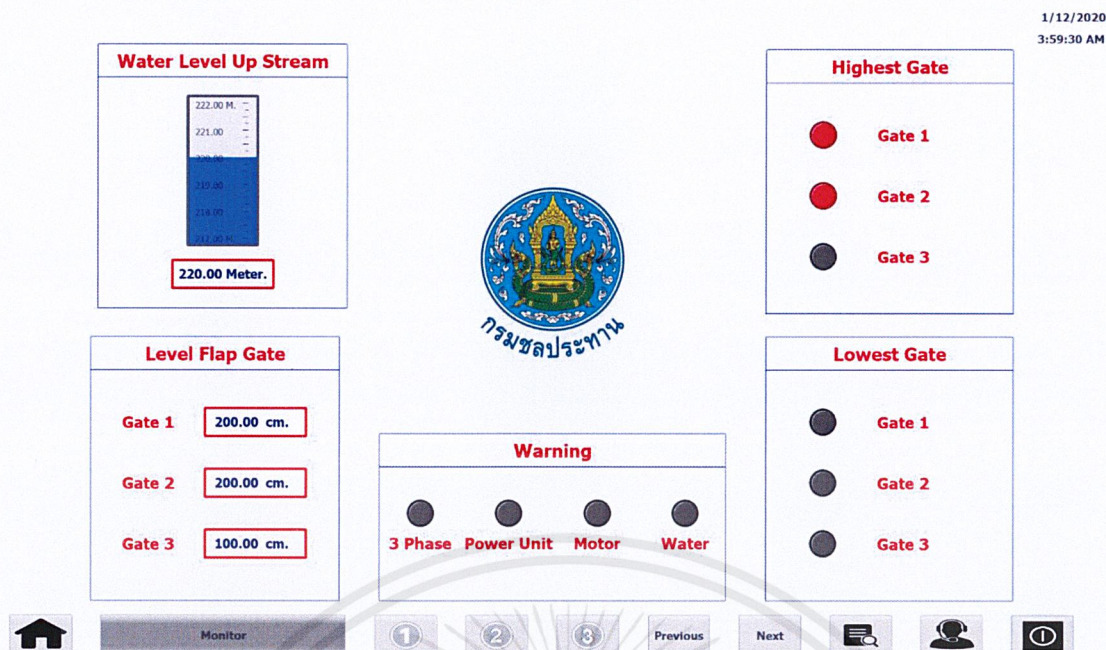 1/12/2020
3:59:30 AM
Water Level Up Stream
222.00 M.
221.00
220.00
219.00
218.00
220.00 Meter.
Highest Gate
Gate 1
Gate 2
Gate 3
กรมชลประทาน
Level Flap Gate
Gate 1 200.00 cm.
Gate 2 200.00 cm.
Gate 3 100.00 cm.
Warning
3 Phase Power Unit Motor Water
Lowest Gate
Gate 1
Gate 2
Gate 3
Monitor 1 2 3 Previous Next